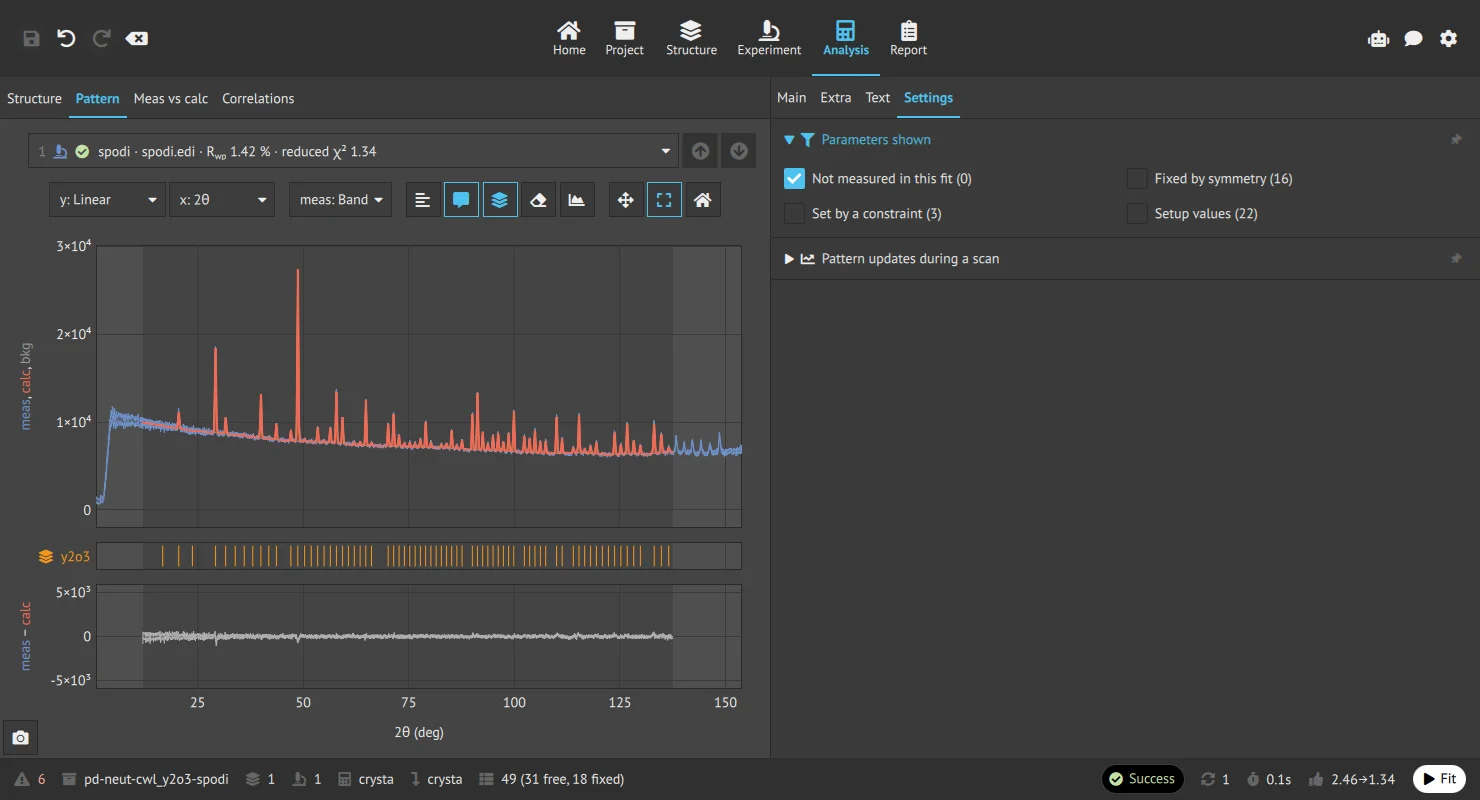 Home
Project
Structure
Experiment
Analysis
Report
Structure
Pattern
Meas vs calc
Correlations
Main
Extra
Text
Settings
1 spodi · spodi.edi · Rwp 1.42 % · reduced χ² 1.34
y: Linear
x: 2θ
meas: Band
Parameters shown
Not measured in this fit (0)
Fixed by symmetry (16)
Set by a constraint (3)
Setup values (22)
Pattern updates during a scan
3×10⁴
2×10⁴
1×10⁴
0
meas, calc, bkg
y2o3
5×10³
0
-5×10³
meas − calc
25
50
75
100
125
150
2θ (deg)
6
pd-neut-cwl_y2o3-spodi
1
1
crysta
crysta
49 (31 free, 18 fixed)
Success
1
0.1s
2.46→1.34
Fit